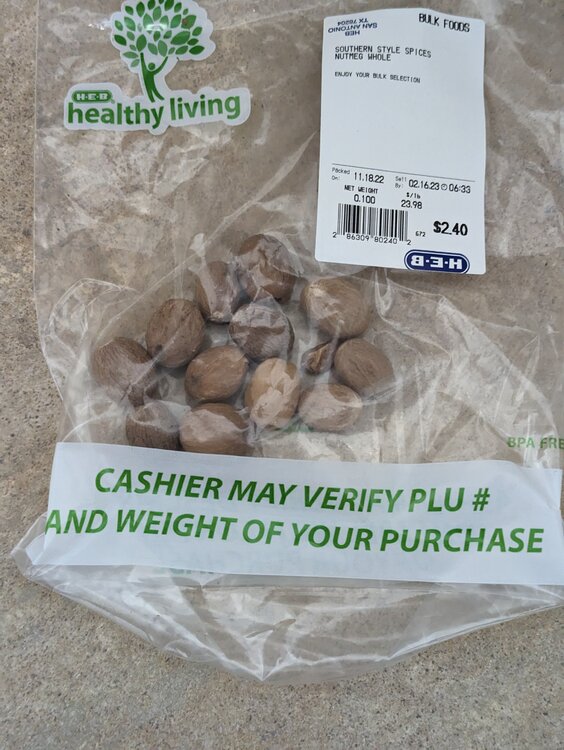 H-E-B
healthy living
BULK FOODS
HEB
SAN ANTONIO
TX 78204
SOUTHERN STYLE SPICES
NUTMEG WHOLE
ENJOY YOUR BULK SELECTION
Packed On: 11.18.22 Sell By: 02.16.23 06:33
NET WEIGHT $/lb
0.100 23.98
2 86309 80240 2
672 $2.40
H-E-B
BPA FREE
CASHIER MAY VERIFY PLU #
AND WEIGHT OF YOUR PURCHASE